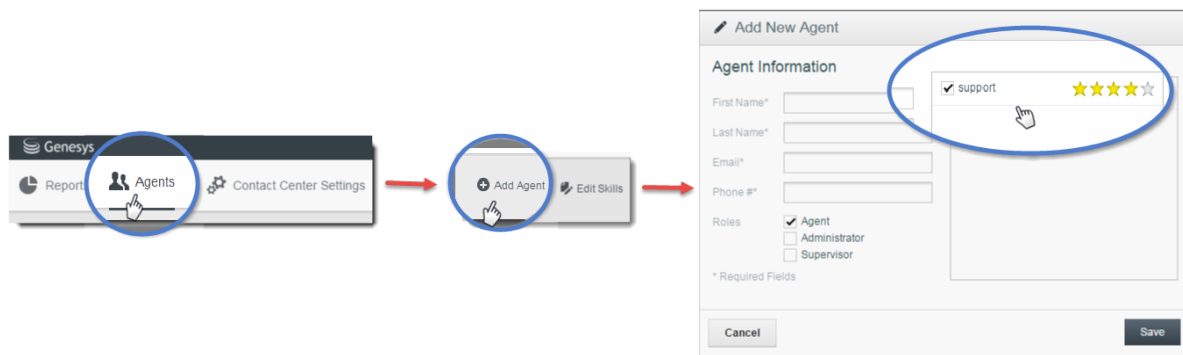 Genesys
Report
Agents
Contact Center Settings
Add Agent
Edit Skills
Add New Agent
Agent Information
First Name*
Last Name*
Email*
Phone #*
Roles
Agent
Administrator
Supervisor
* Required Fields
support
Cancel
Save